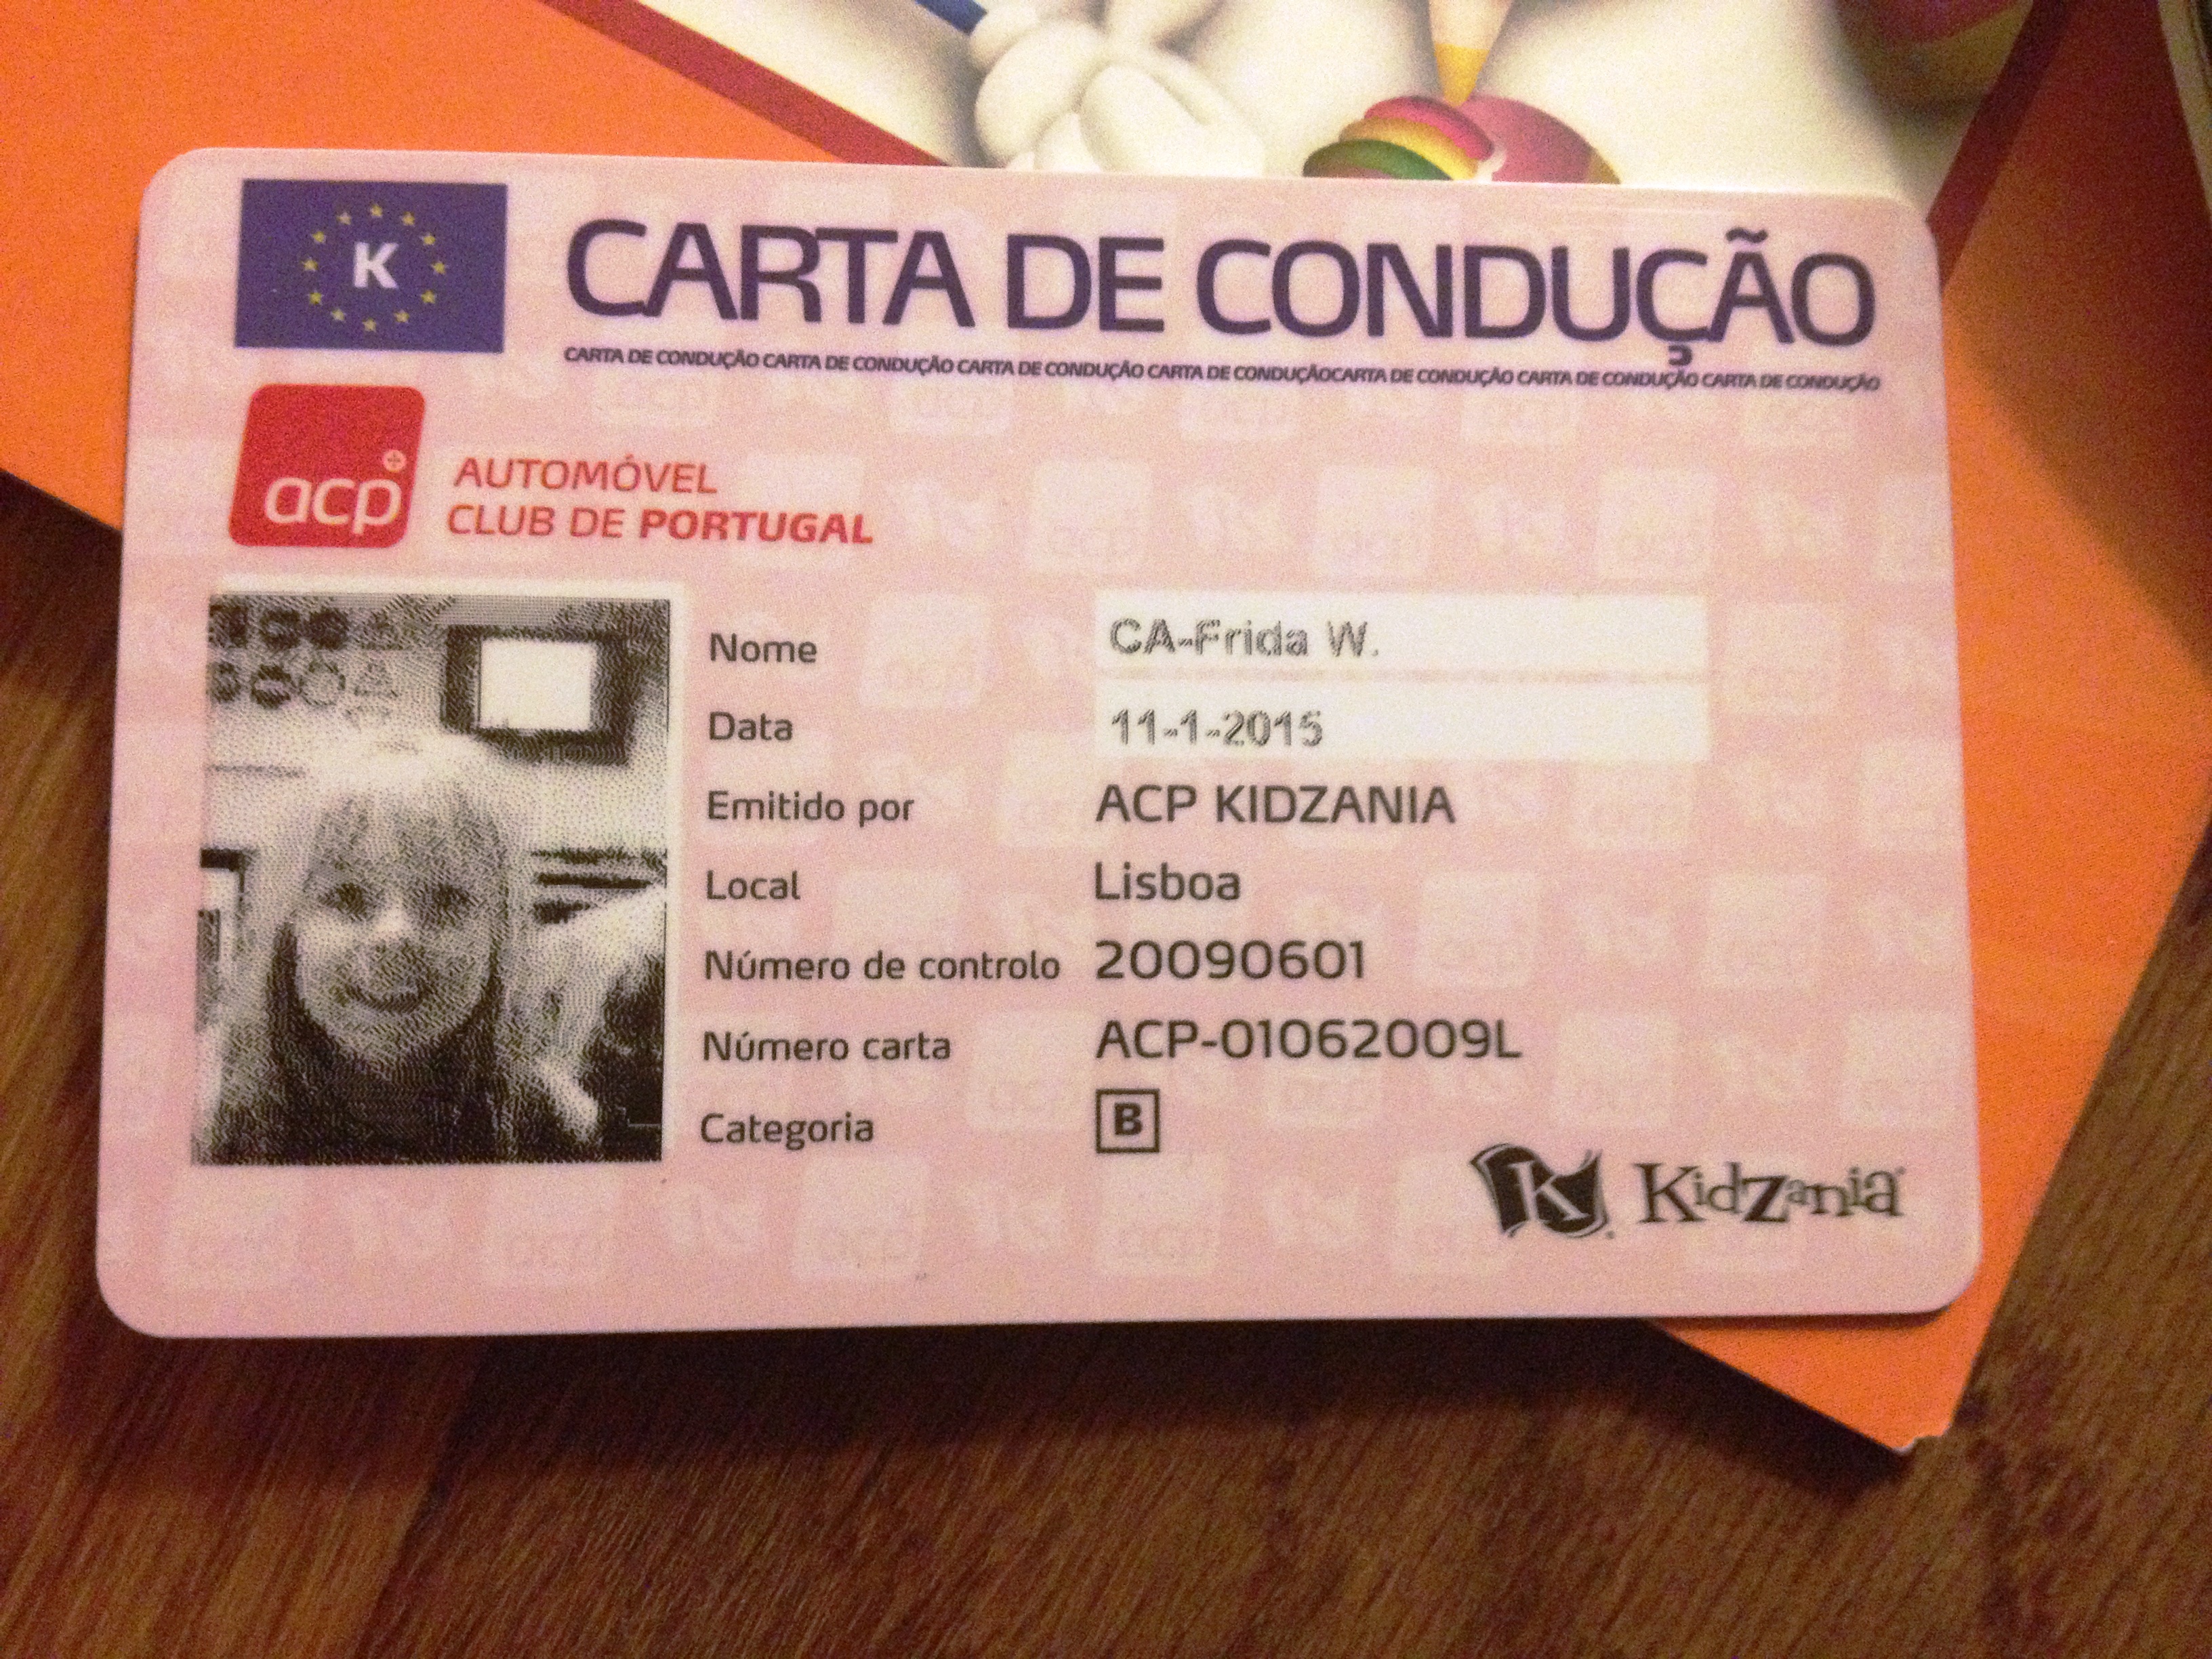 K
CARTA DE CONDUÇÃO
CARTA DE CONDUÇÃO CARTA DE CONDUÇÃO CARTA DE CONDUÇÃO CARTA DE CONDUÇÃOCARTA DE CONDUÇÃO CARTA DE CONDUÇÃO CARTA DE CONDUÇÃO
acp
AUTOMÓVEL
CLUB DE PORTUGAL
Nome CA-Frida W.
Data 11-1-2015
Emitido por ACP KIDZANIA
Local Lisboa
Número de controlo 20090601
Número carta ACP-01062009L
Categoria B
K KidZania